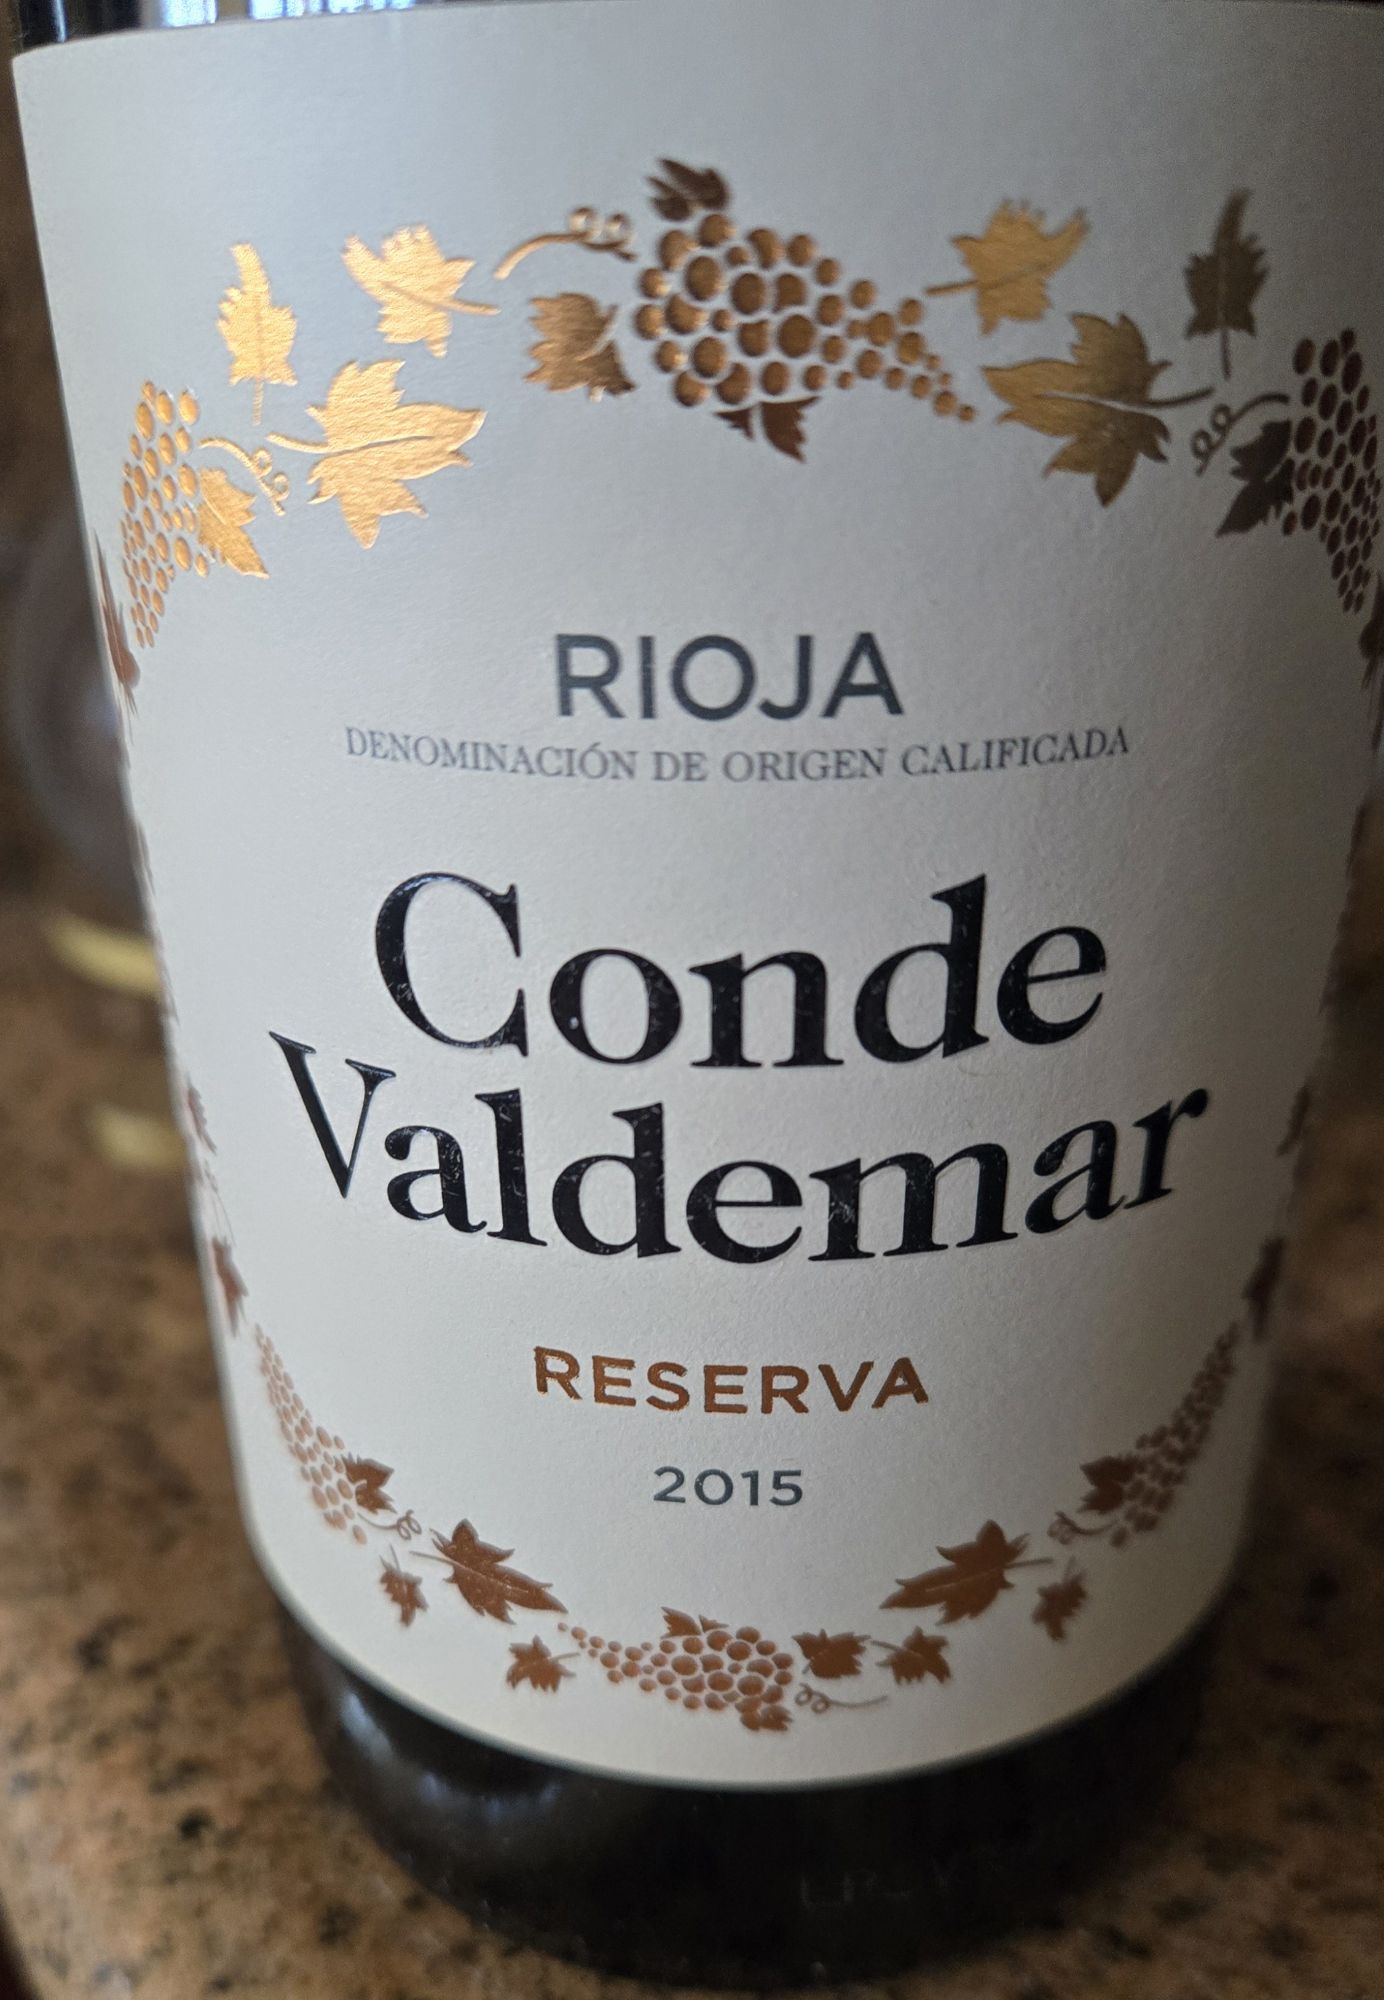 RIOJA
DENOMINACIÓN DE ORIGEN CALIFICADA
Conde
Valdemar
RESERVA
2015